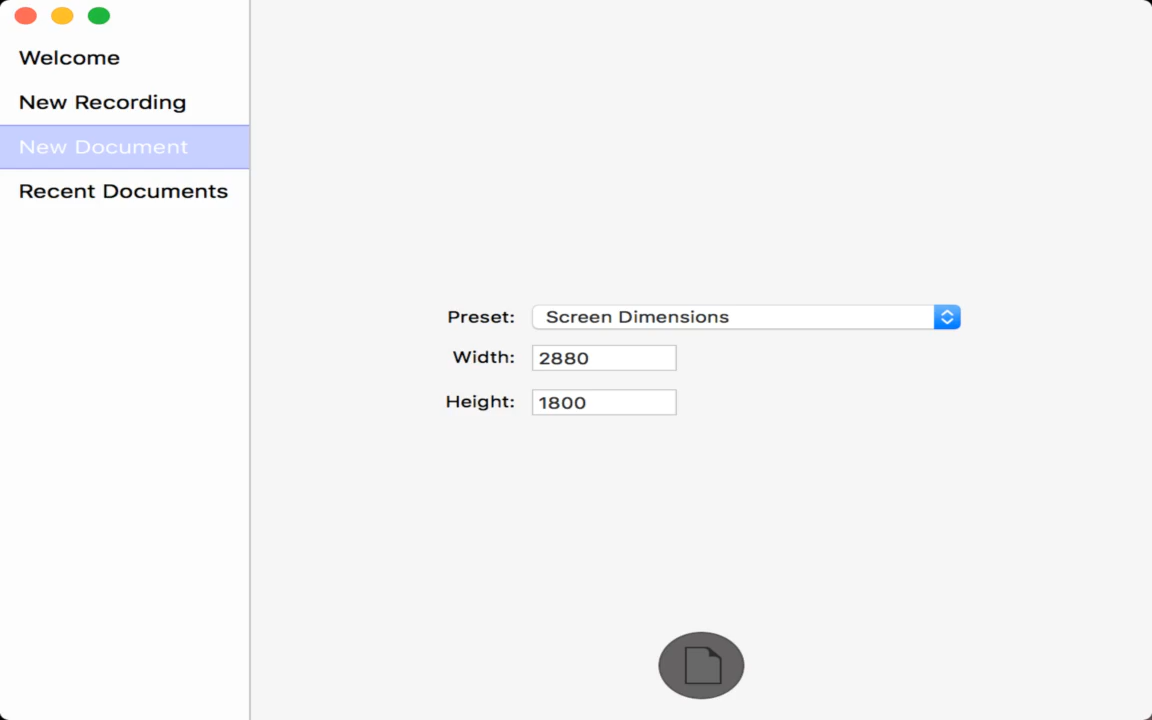 Welcome
New Recording
New Document
Recent Documents
Preset: Screen Dimensions
Width: 2880
Height: 1800